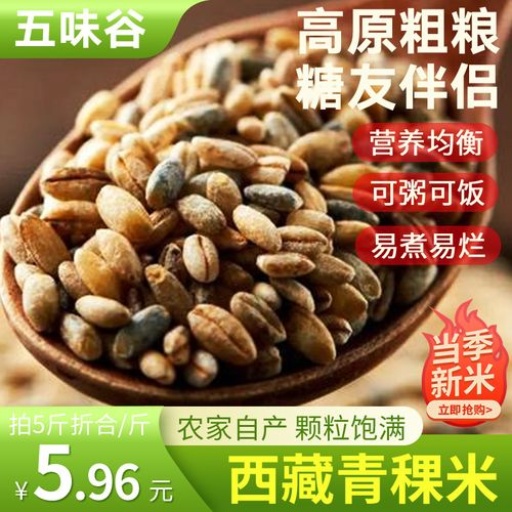 五味谷
高原粗粮
糖友伴侣
营养均衡
可粥可饭
易煮易烂
当季
新米
立即抢购>
拍5斤折合/斤
¥5.96元
农家自产 颗粒饱满
西藏青稞米